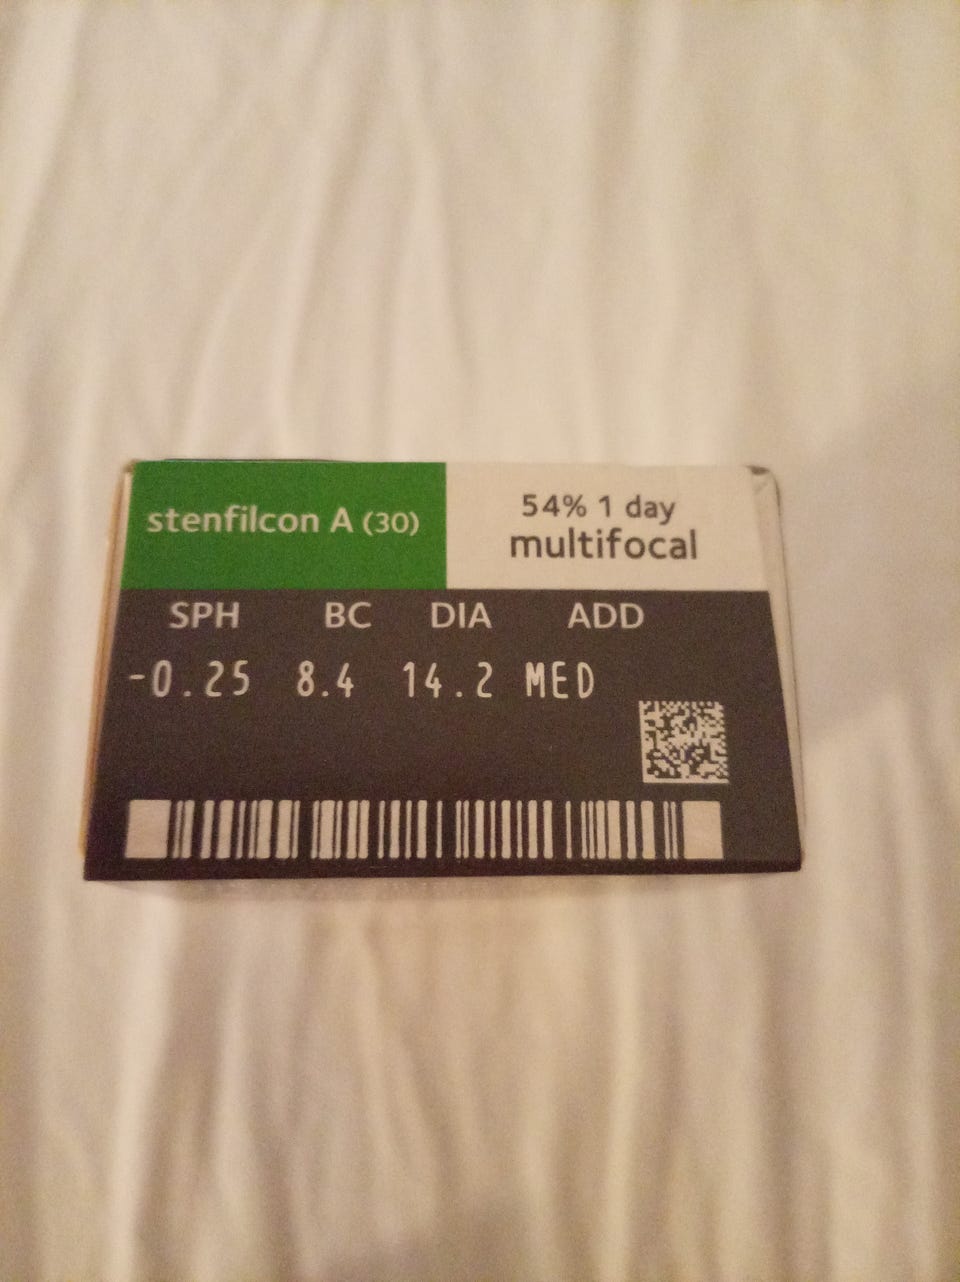 stenfilcon A (30)
54% 1 day
multifocal
SPH BC DIA ADD
-0.25 8.4 14.2 MED